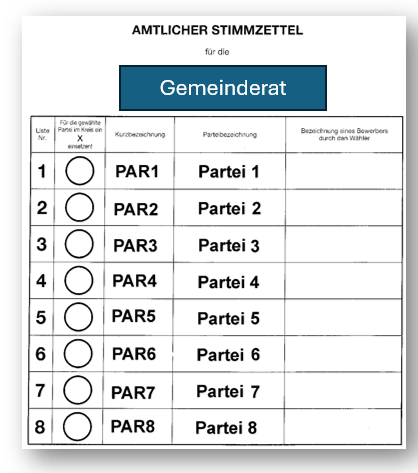 AMTLICHER STIMMZETTEL
für die
Gemeinderat
Liste Nr. Für die gewählte Partei im Kreis ein X einsetzen! Kurzbezeichnung Parteibezeichnung Bezeichnung eines Bewerbers durch den Wähler
1 PAR1 Partei 1
2 PAR2 Partei 2
3 PAR3 Partei 3
4 PAR4 Partei 4
5 PAR5 Partei 5
6 PAR6 Partei 6
7 PAR7 Partei 7
8 PAR8 Partei 8